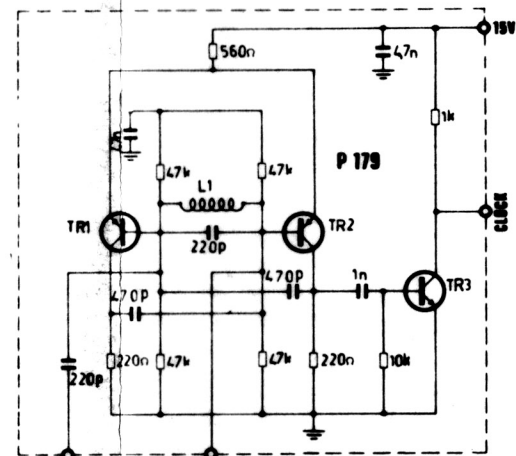 15V
560Ω
47n
1k
47k
47k
P 179
L1
TR1
220p
TR2
CLOCK
470P
470P
1n
TR3
220p
220Ω
47k
47k
220Ω
10k